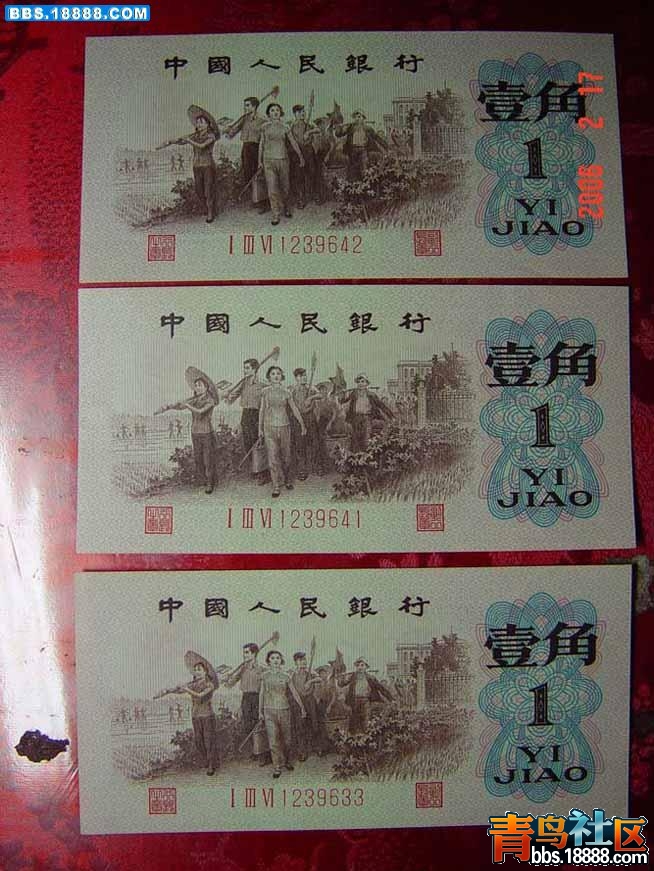 BBS.18888.COM
中國人民銀行
壹角
1
YI
JIAO
2006 2 17
I III VI 1239642
中國人民銀行
壹角
1
YI
JIAO
I III VI 1239641
中國人民銀行
壹角
1
YI
JIAO
I III VI 1239633
青鸟社区
bbs.18888.com